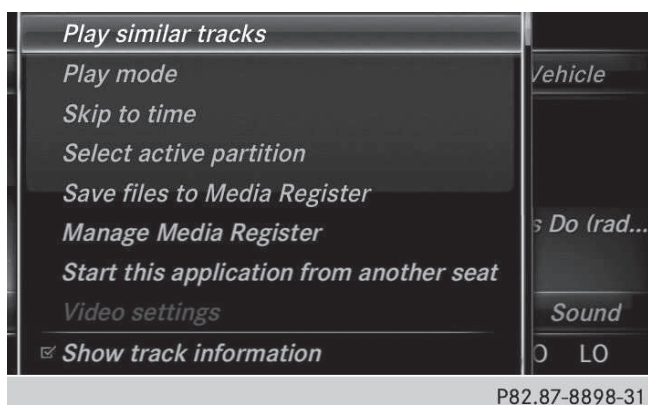 Play similar tracks
Play mode
Vehicle
Skip to time
Select active partition
Save files to Media Register
Manage Media Register
s Do (rad...
Start this application from another seat
Video settings
Sound
Show track information
O LO
P82.87-8898-31